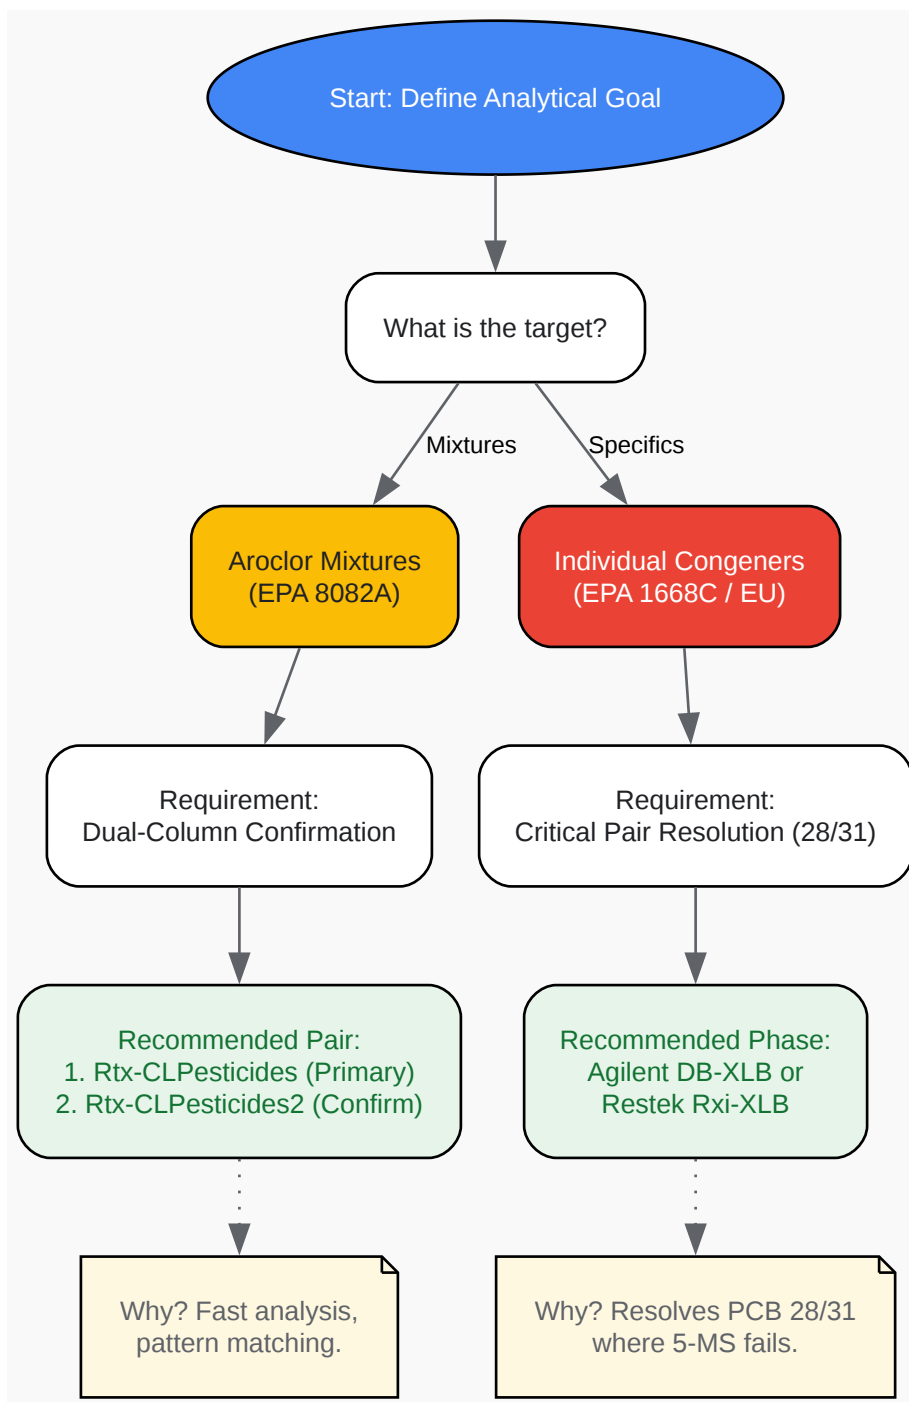 Start: Define Analytical Goal
What is the target?
Mixtures
Specifics
Aroclor Mixtures
(EPA 8082A)
Individual Congeners
(EPA 1668C / EU)
Requirement:
Dual-Column Confirmation
Requirement:
Critical Pair Resolution (28/31)
Recommended Pair:
1. Rtx-CLPesticides (Primary)
2. Rtx-CLPesticides2 (Confirm)
Recommended Phase:
Agilent DB-XLB or
Restek Rxi-XLB
Why? Fast analysis,
pattern matching.
Why? Resolves PCB 28/31
where 5-MS fails.